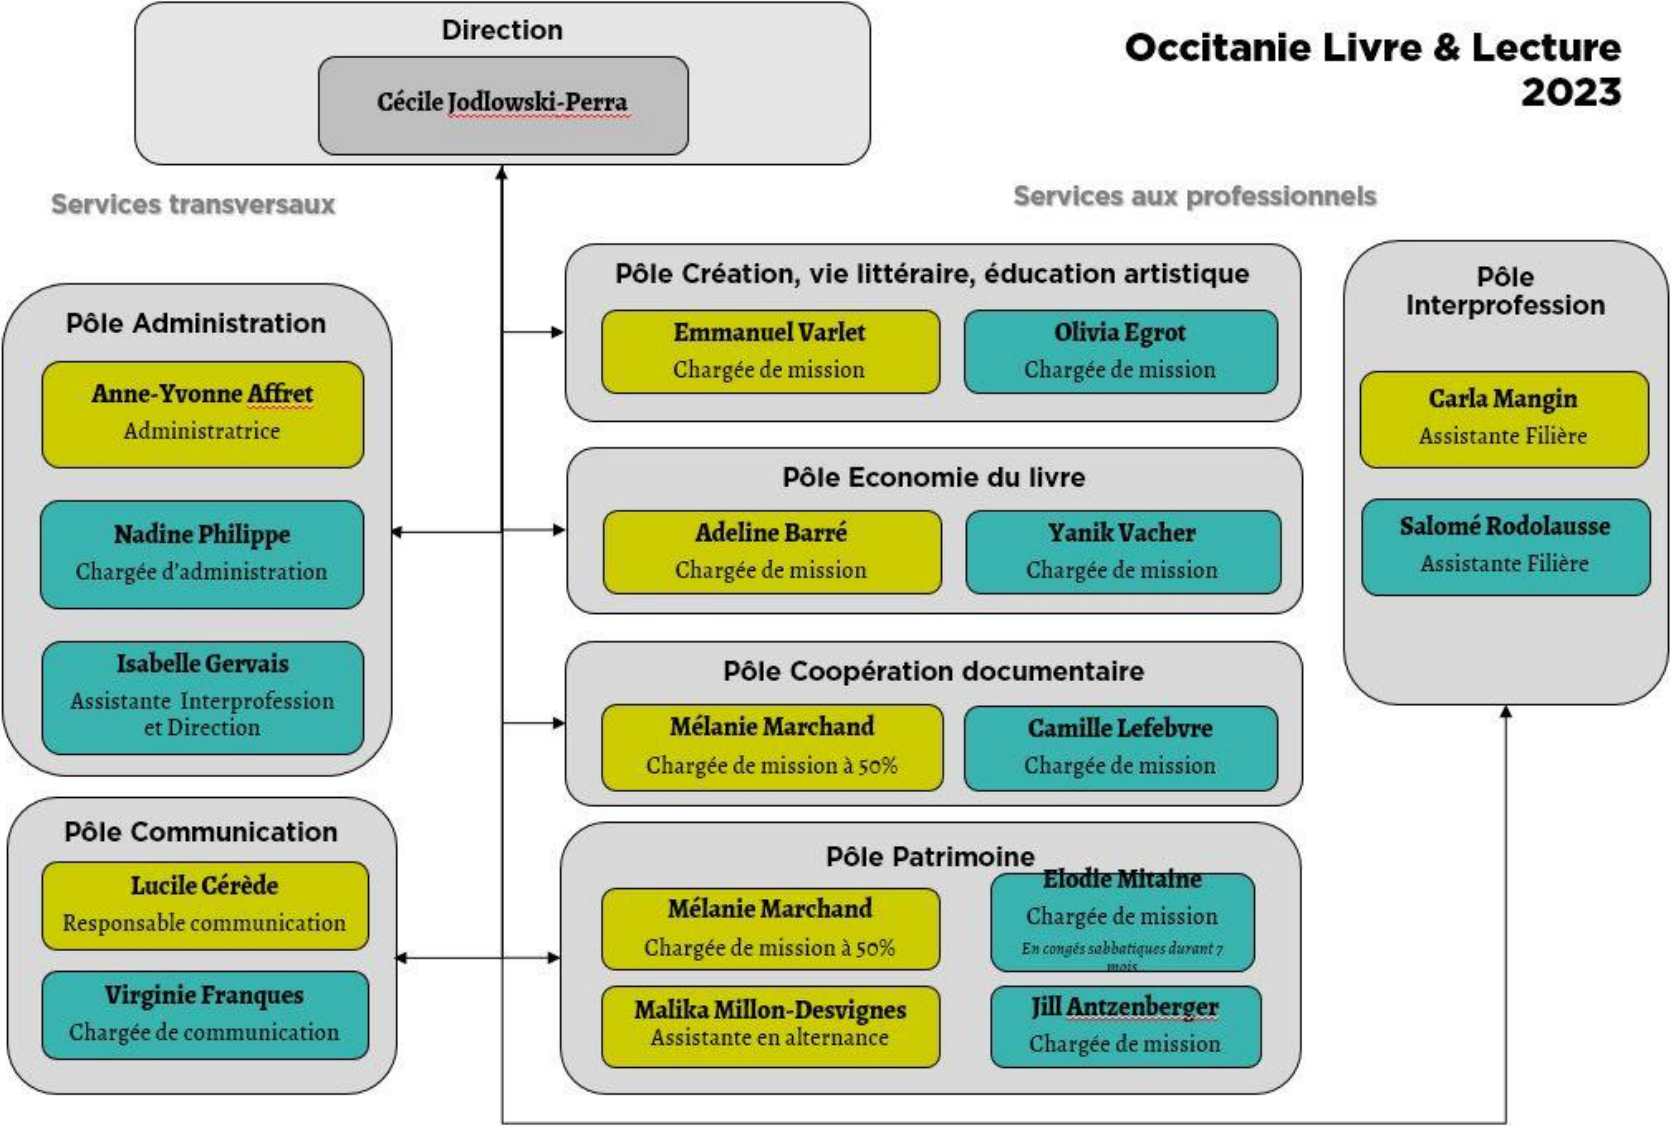 Direction
Cécile Jodlowski-Perra
Occitanie Livre & Lecture
2023
Services transversaux
Services aux professionnels
Pôle Administration
Anne-Yvonne Affret
Administratrice
Nadine Philippe
Chargée d'administration
Isabelle Gervais
Assistante Interprofession
et Direction
Pôle Communication
Lucile Cérède
Responsable communication
Virginie Franques
Chargée de communication
Pôle Création, vie littéraire, éducation artistique
Emmanuel Varlet
Chargée de mission
Olivia Egrot
Chargée de mission
Pôle Economie du livre
Adeline Barré
Chargée de mission
Yanik Vacher
Chargée de mission
Pôle Coopération documentaire
Mélanie Marchand
Chargée de mission à 50%
Camille Lefebvre
Chargée de mission
Pôle Patrimoine
Mélanie Marchand
Chargée de mission à 50%
Elodie Mitaine
Chargée de mission
En congés sabbatiques durant 7
mois
Malika Millon-Desvignes
Assistante en alternance
Jill Antzenberger
Chargée de mission
Pôle
Interprofession
Carla Mangin
Assistante Filière
Salomé Rodolausse
Assistante Filière